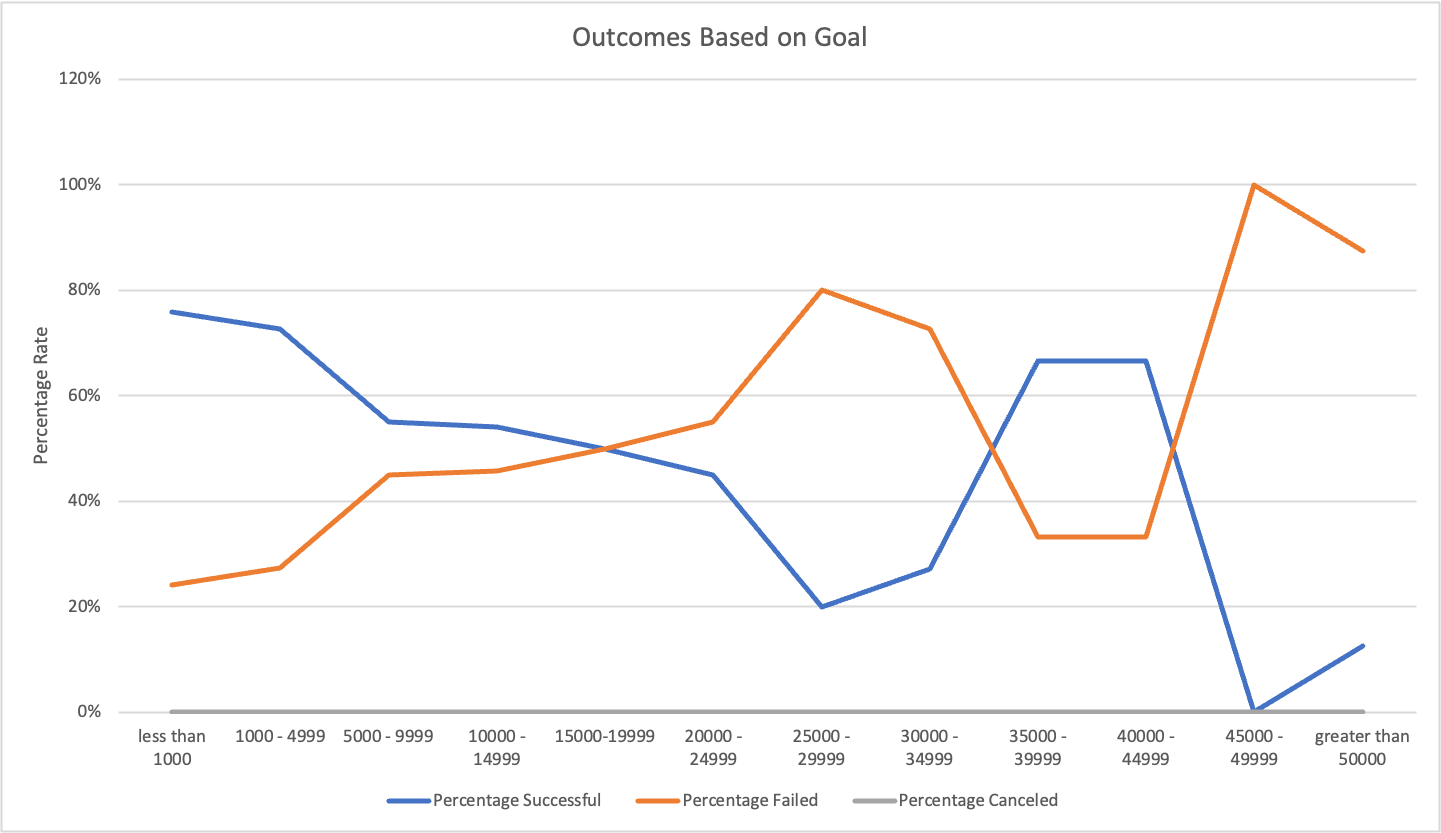 Outcomes Based on Goal
120%
100%
80%
60%
40%
20%
0%
Percentage Rate
less than 1000
1000 - 4999
5000 - 9999
10000 - 14999
15000-19999
20000 - 24999
25000 - 29999
30000 - 34999
35000 - 39999
40000 - 44999
45000 - 49999
greater than 50000
Percentage Successful
Percentage Failed
Percentage Canceled